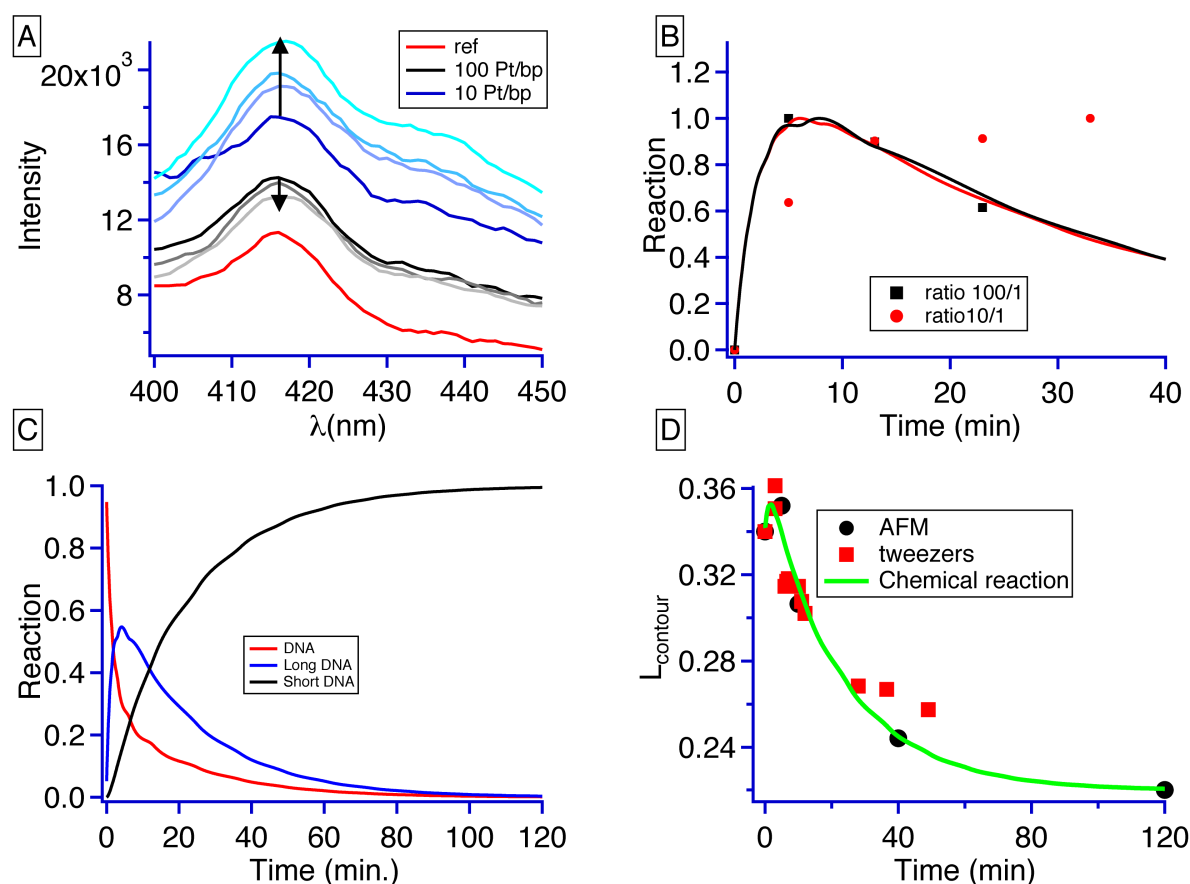 A
20x10³
16
12
8
Intensity
400
410
420
430
440
450
λ(nm)
ref
100 Pt/bp
10 Pt/bp
B
1.2
1.0
0.8
0.6
0.4
0.2
0.0
Reaction
0
10
20
30
40
Time (min)
ratio 100/1
ratio10/1
C
1.0
0.8
0.6
0.4
0.2
0.0
Reaction
0
20
40
60
80
100
120
Time (min.)
DNA
Long DNA
Short DNA
D
0.36
0.32
0.28
0.24
Lcontour
0
40
80
120
Time (min)
AFM
tweezers
Chemical reaction